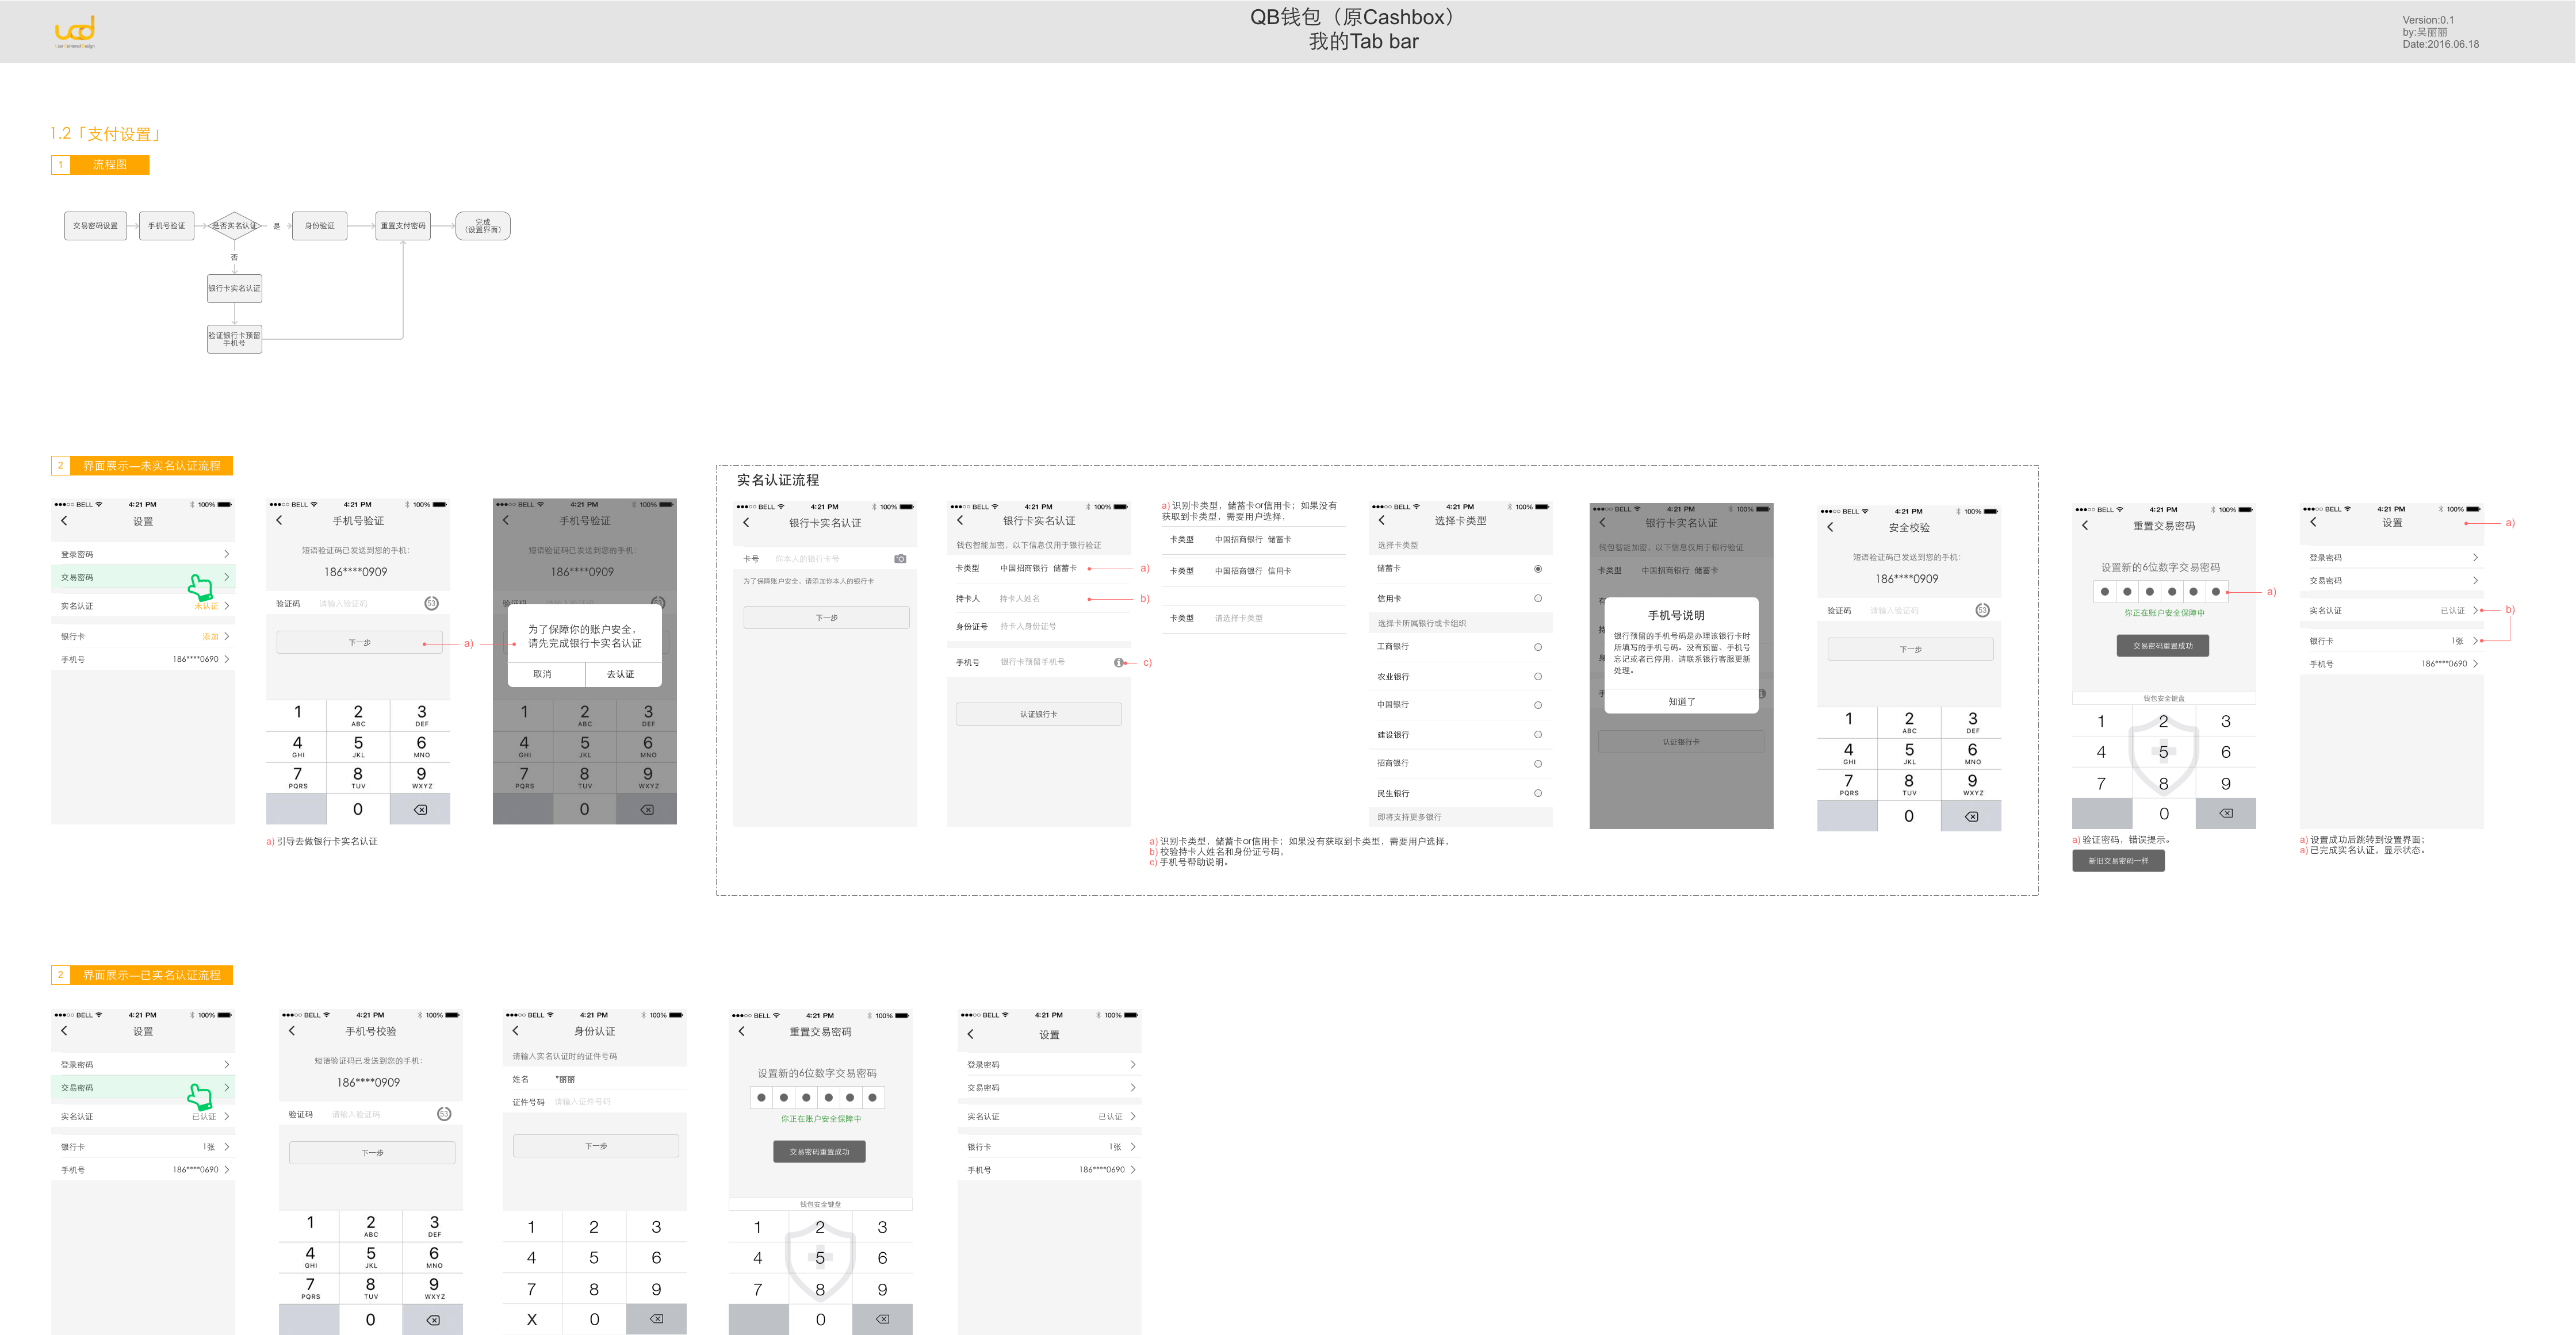 ucd
QB钱包（原Cashbox）
我的Tab bar
Version:0.1
by:吴丽丽
Date:2016.06.18
1.2「支付设置」
1 流程图
交易密码设置
手机号验证
是否实名认证
是
身份验证
重置支付密码
完成
（设置界面）
否
银行卡实名认证
验证银行卡预留
手机号
2 界面展示—未实名认证流程
BELL 4:21 PM 100%
设置
登录密码
交易密码
实名认证 未认证
银行卡 添加
手机号 186****0690
BELL 4:21 PM 100%
手机号验证
短语验证码已发送到您的手机:
186****0909
验证码 请输入验证码 53
下一步
a)
1 2 3
ABC DEF
4 5 6
GHI JKL MNO
7 8 9
PQRS TUV WXYZ
0
a) 引导去做银行卡实名认证
BELL 4:21 PM 100%
手机号验证
短语验证码已发送到您的手机:
186****0909
验证码 请输入验证码 53
为了保障你的账户安全，
请先完成银行卡实名认证
取消 去认证
1 2 3
ABC DEF
4 5 6
GHI JKL MNO
7 8 9
PQRS TUV WXYZ
0
实名认证流程
BELL 4:21 PM 100%
银行卡实名认证
卡号 你本人的银行卡卡号
为了保障账户安全，请添加你本人的银行卡
下一步
BELL 4:21 PM 100%
银行卡实名认证
钱包智能加密，以下信息仅用于银行验证
卡类型 中国招商银行 储蓄卡 a)
持卡人 持卡人姓名 b)
身份证号 持卡人身份证号
手机号 银行卡预留手机号 c)
认证银行卡
a) 识别卡类型，储蓄卡or信用卡；如果没有
获取到卡类型，需要用户选择，
卡类型 中国招商银行 储蓄卡
卡类型 中国招商银行 信用卡
卡类型 请选择卡类型
a) 识别卡类型，储蓄卡or信用卡；如果没有获取到卡类型，需要用户选择，
b) 校验持卡人姓名和身份证号码，
c) 手机号帮助说明。
BELL 4:21 PM 100%
选择卡类型
选择卡类型
储蓄卡
信用卡
选择卡所属银行或卡组织
工商银行
农业银行
中国银行
建设银行
招商银行
民生银行
即将支持更多银行
BELL 4:21 PM 100%
银行卡实名认证
钱包智能加密，以下信息仅用于银行验证
卡类型 中国招商银行 储蓄卡
手机号说明
银行预留的手机号码是办理该银行卡时
所填写的手机号码。没有预留、手机号
忘记或者已停用，请联系银行客服更新
处理。
知道了
认证银行卡
BELL 4:21 PM 100%
安全校验
短语验证码已发送到您的手机:
186****0909
验证码 请输入验证码 53
下一步
1 2 3
ABC DEF
4 5 6
GHI JKL MNO
7 8 9
PQRS TUV WXYZ
0
BELL 4:21 PM 100%
重置交易密码
设置新的6位数字交易密码
a)
你正在账户安全保障中
交易密码重置成功
钱包安全键盘
1 2 3
4 5 6
7 8 9
0
a) 验证密码，错误提示。
新旧交易密码一样
BELL 4:21 PM 100%
设置 a)
登录密码
交易密码
实名认证 已认证 b)
银行卡 1张
手机号 186****0690
a) 设置成功后跳转到设置界面；
a) 已完成实名认证，显示状态。
2 界面展示—已实名认证流程
BELL 4:21 PM 100%
设置
登录密码
交易密码
实名认证 已认证
银行卡 1张
手机号 186****0690
BELL 4:21 PM 100%
手机号校验
短语验证码已发送到您的手机:
186****0909
验证码 请输入验证码 53
下一步
1 2 3
ABC DEF
4 5 6
GHI JKL MNO
7 8 9
PQRS TUV WXYZ
0
BELL 4:21 PM 100%
身份认证
请输入实名认证时的证件号码
姓名 *丽丽
证件号码 请输入证件号码
下一步
1 2 3
4 5 6
7 8 9
X 0
BELL 4:21 PM 100%
重置交易密码
设置新的6位数字交易密码
你正在账户安全保障中
交易密码重置成功
钱包安全键盘
1 2 3
4 5 6
7 8 9
0
BELL 4:21 PM 100%
设置
登录密码
交易密码
实名认证 已认证
银行卡 1张
手机号 186****0690